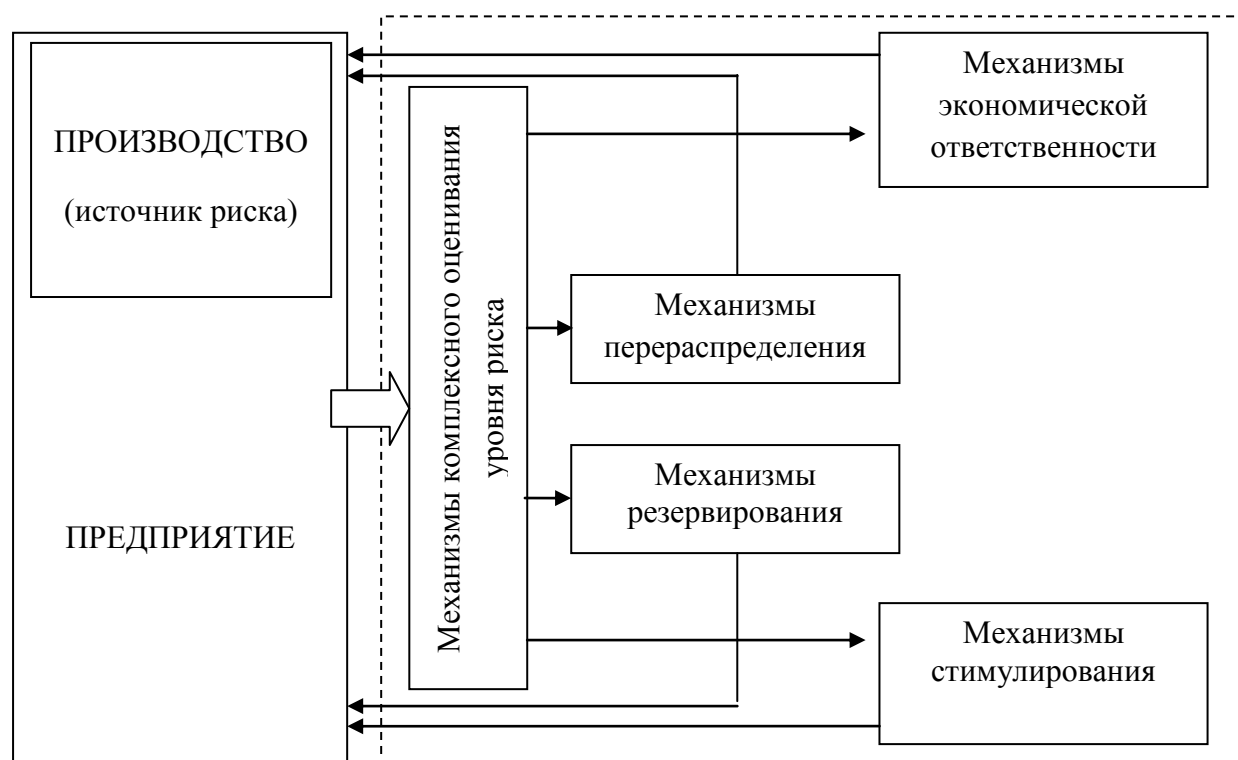 ПРОИЗВОДСТВО
(источник риска)
ПРЕДПРИЯТИЕ
Механизмы комплексного оценивания
уровня риска
Механизмы
экономической
ответственности
Механизмы
перераспределения
Механизмы
резервирования
Механизмы
стимулирования